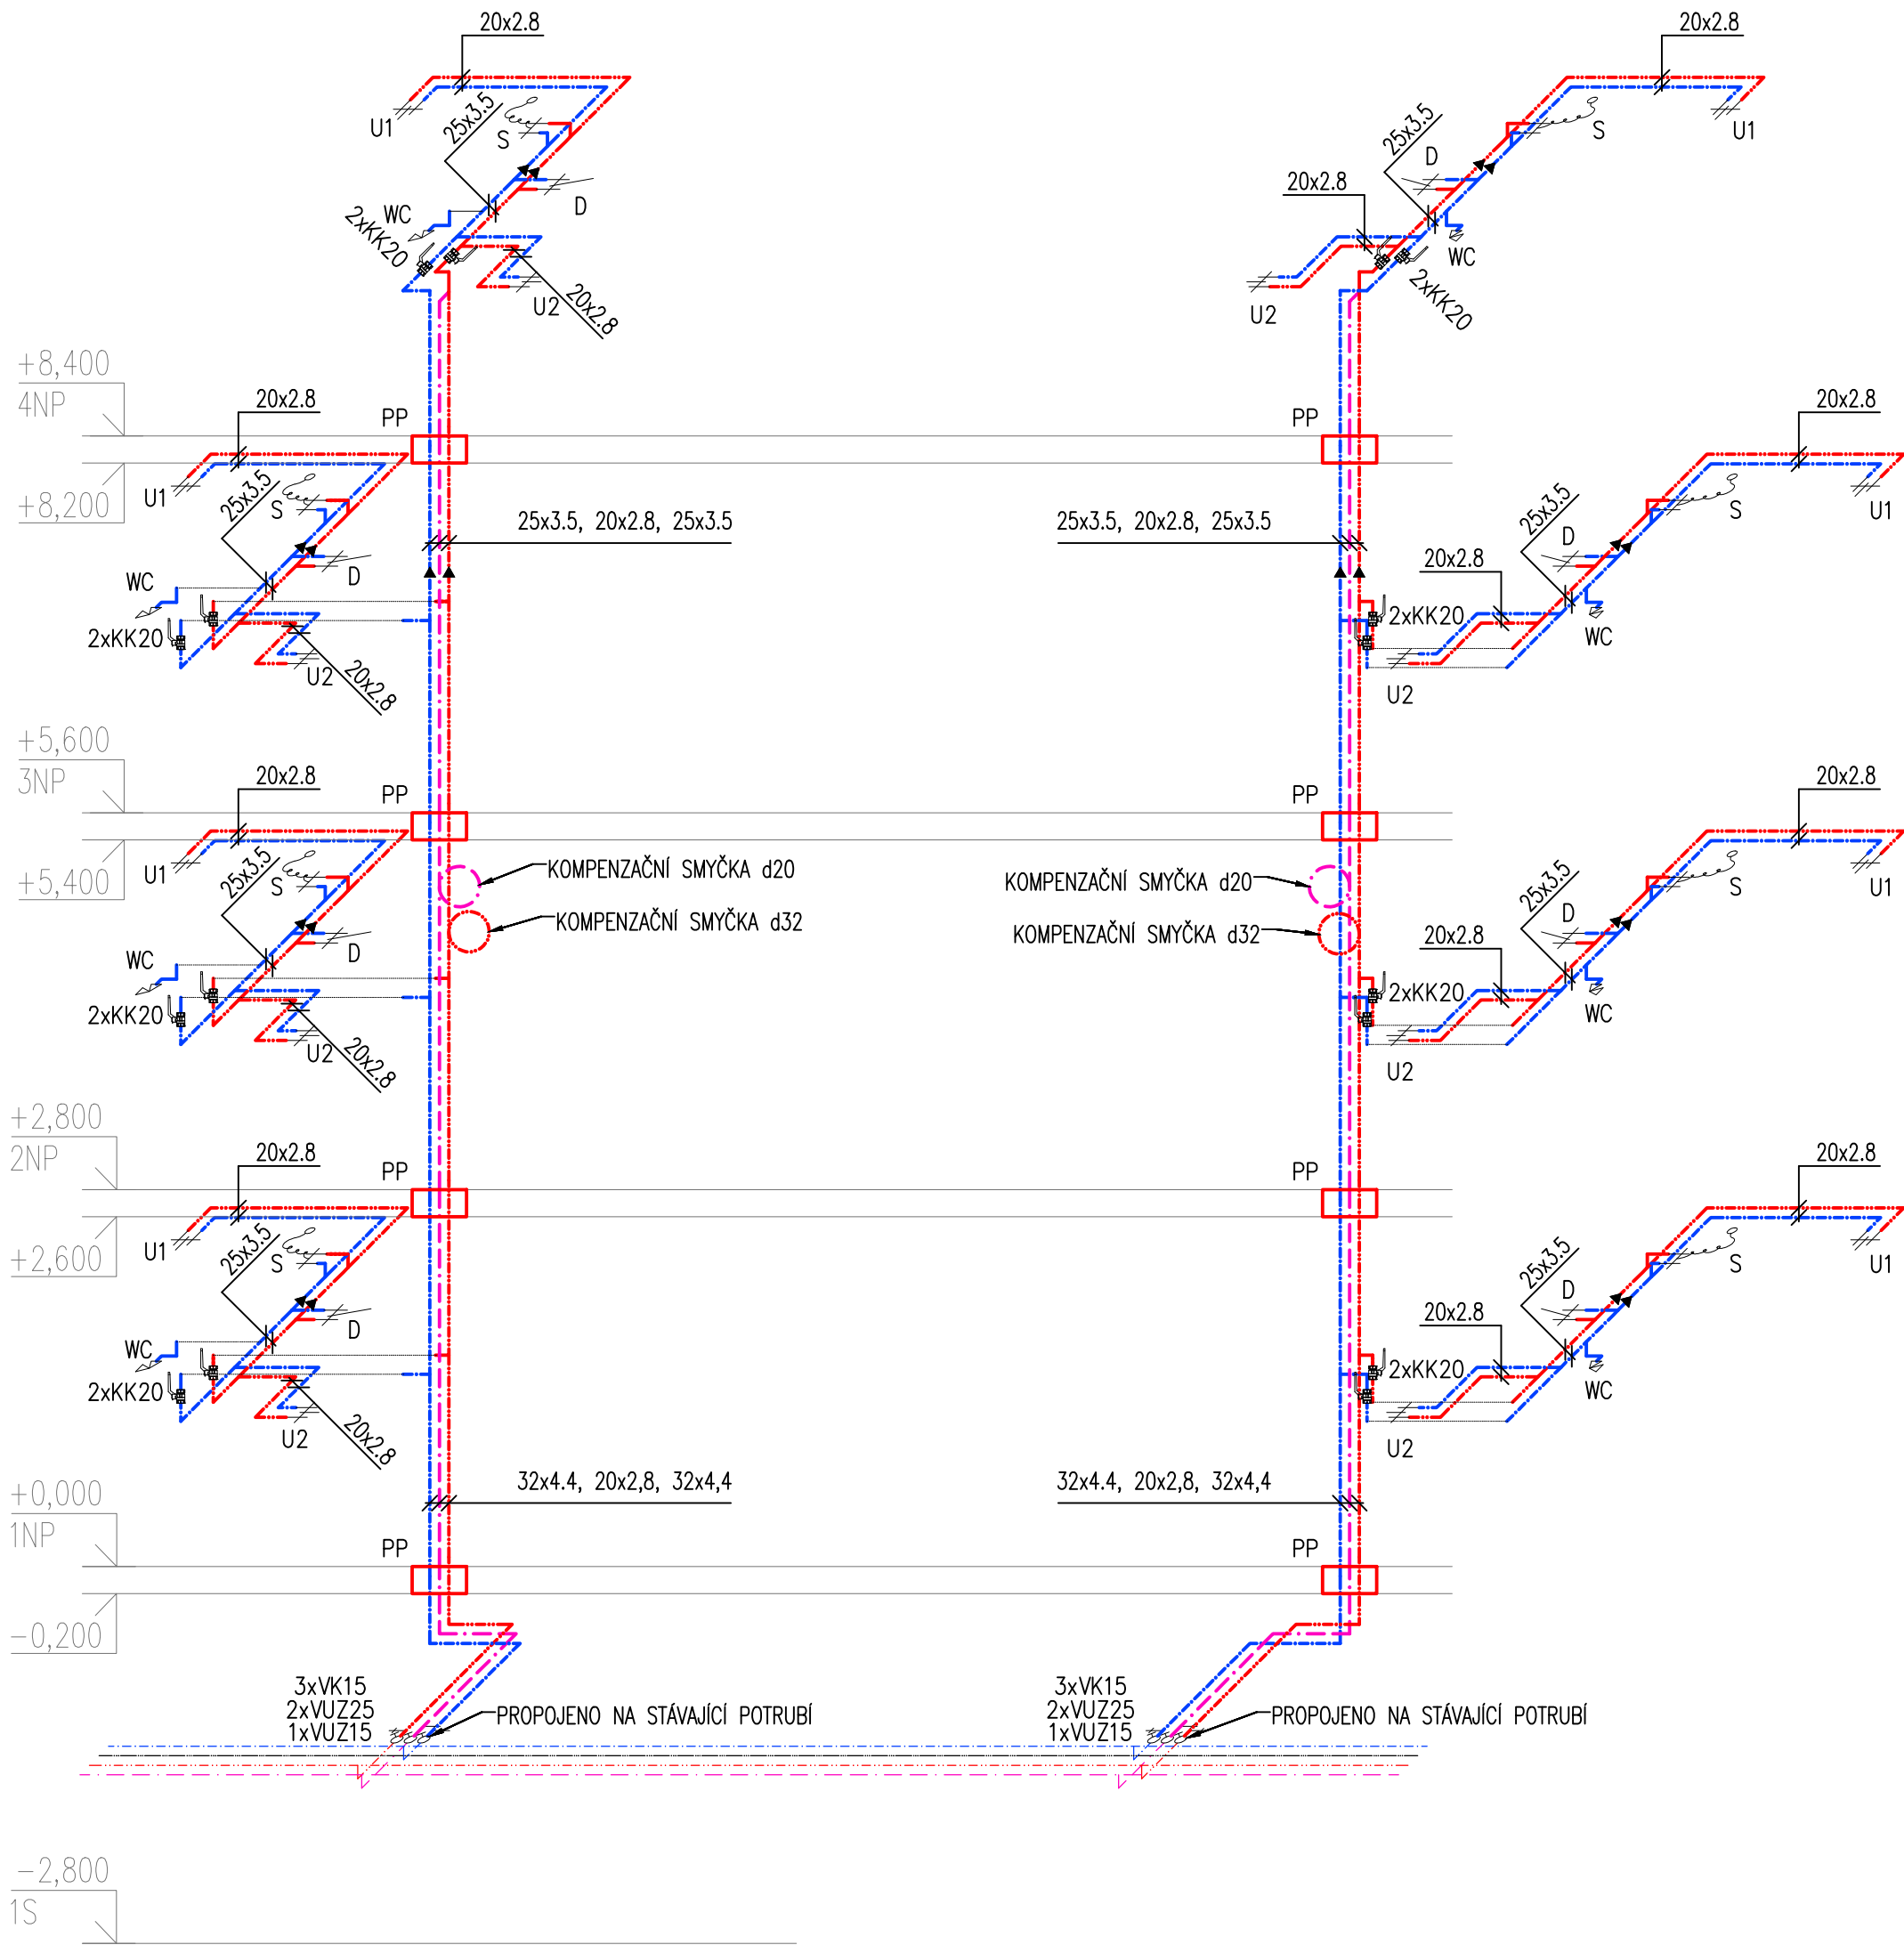 20x2.8
20x2.8
U1
25x3.5
S
D
WC
2xKK20
U2
20x2.8
25x3.5
S
U1
D
20x2.8
WC
U2
2xKK20
+8,400
4NP
20x2.8
PP
PP
20x2.8
+8,200
U1
25x3.5
S
25x3.5, 20x2.8, 25x3.5
25x3.5, 20x2.8, 25x3.5
25x3.5
S
U1
D
D
WC
20x2.8
2xKK20
2xKK20
WC
U2
20x2.8
U2
+5,600
3NP
20x2.8
PP
PP
20x2.8
+5,400
U1
25x3.5
S
KOMPENZAČNÍ SMYČKA d20
KOMPENZAČNÍ SMYČKA d20
25x3.5
S
U1
KOMPENZAČNÍ SMYČKA d32
KOMPENZAČNÍ SMYČKA d32
D
D
WC
20x2.8
2xKK20
2xKK20
WC
U2
20x2.8
U2
+2,800
2NP
20x2.8
PP
PP
20x2.8
+2,600
U1
25x3.5
S
25x3.5
S
U1
D
D
WC
20x2.8
2xKK20
2xKK20
WC
U2
20x2.8
U2
+0,000
1NP
32x4.4, 20x2,8, 32x4,4
32x4.4, 20x2,8, 32x4,4
PP
PP
-0,200
3xVK15
2xVUZ25
1xVUZ15
PROPOJENO NA STÁVAJÍCÍ POTRUBÍ
3xVK15
2xVUZ25
1xVUZ15
PROPOJENO NA STÁVAJÍCÍ POTRUBÍ
-2,800
1S